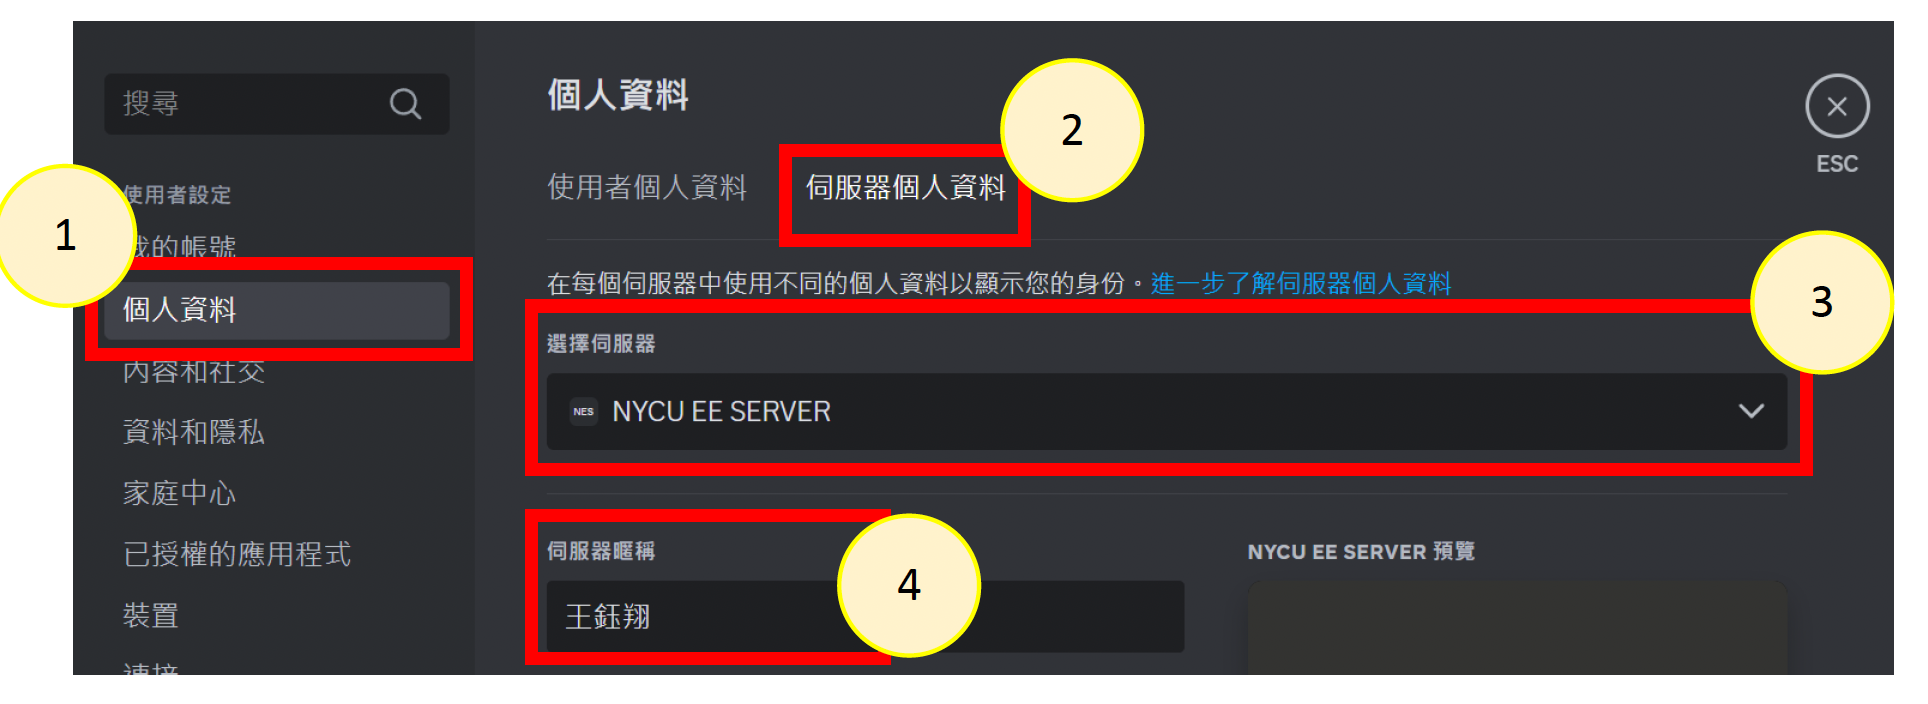 搜尋
使用者設定
我的帳號
個人資料
內容和社交
資料和隱私
家庭中心
已授權的應用程式
裝置
連接
個人資料
使用者個人資料
伺服器個人資料
在每個伺服器中使用不同的個人資料以顯示您的身份。進一步了解伺服器個人資料
選擇伺服器
NES NYCU EE SERVER
伺服器暱稱
王鈺翔
NYCU EE SERVER 預覽
ESC
1
2
3
4